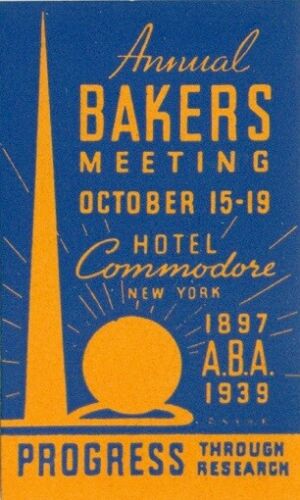 Annual
BAKERS
MEETING
OCTOBER 15-19
HOTEL
Commodore
NEW YORK
1897
A.B.A.
1939
PROGRESS THROUGH
RESEARCH